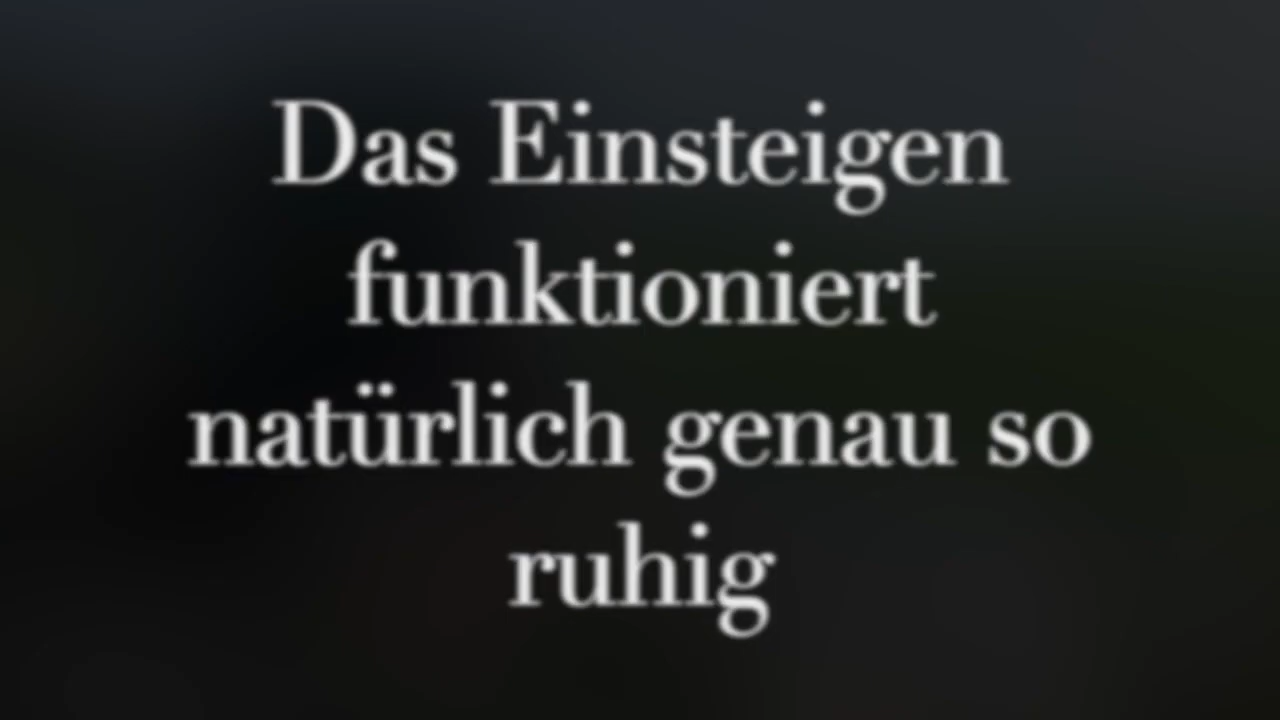 Das Einsteigen
funktioniert
natürlich genau so
ruhig